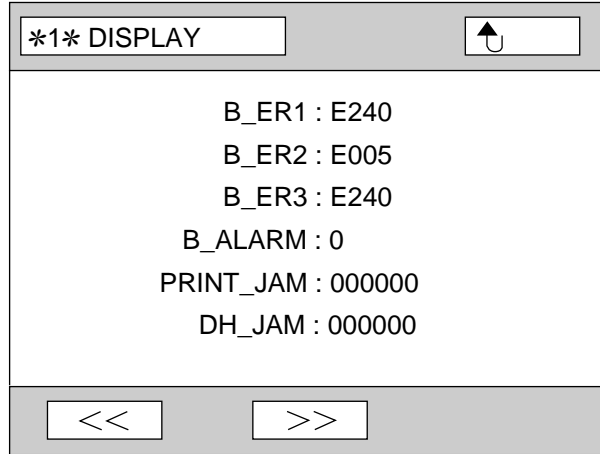 *1* DISPLAY
B_ER1 : E240
B_ER2 : E005
B_ER3 : E240
B_ALARM : 0
PRINT_JAM : 000000
DH_JAM : 000000
<< >>